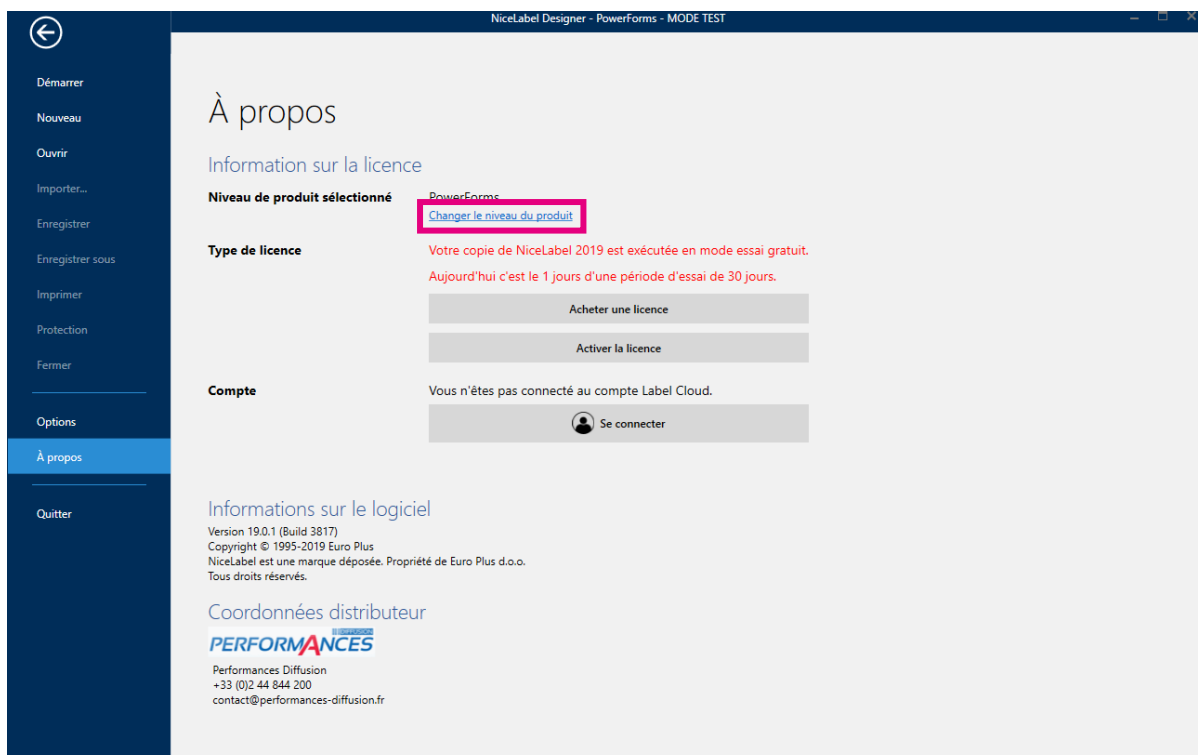 NiceLabel Designer - PowerForms - MODE TEST
Démarrer
Nouveau
Ouvrir
Importer...
Enregistrer
Enregistrer sous
Imprimer
Protection
Fermer
Options
À propos
Quitter
À propos
Information sur la licence
Niveau de produit sélectionné
PowerForms
Changer le niveau du produit
Type de licence
Votre copie de NiceLabel 2019 est exécutée en mode essai gratuit.
Aujourd'hui c'est le 1 jours d'une période d'essai de 30 jours.
Acheter une licence
Activer la licence
Compte
Vous n'êtes pas connecté au compte Label Cloud.
Se connecter
Informations sur le logiciel
Version 19.0.1 (Build 3817)
Copyright © 1995-2019 Euro Plus
NiceLabel est une marque déposée. Propriété de Euro Plus d.o.o.
Tous droits réservés.
Coordonnées distributeur
PERFORMANCES
Performances Diffusion
+33 (0)2 44 844 200
contact@performances-diffusion.fr